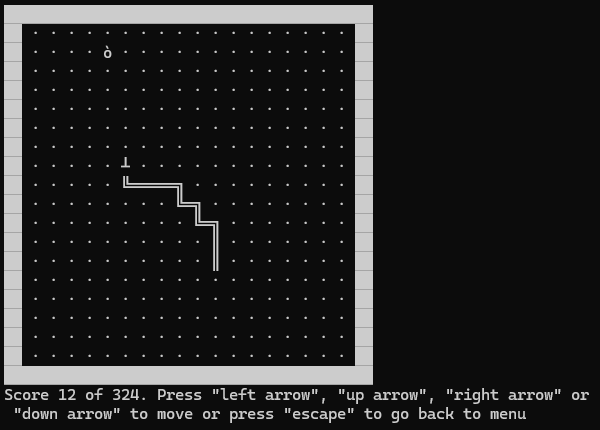 Score 12 of 324. Press "left arrow", "up arrow", "right arrow" or
"down arrow" to move or press "escape" to go back to menu